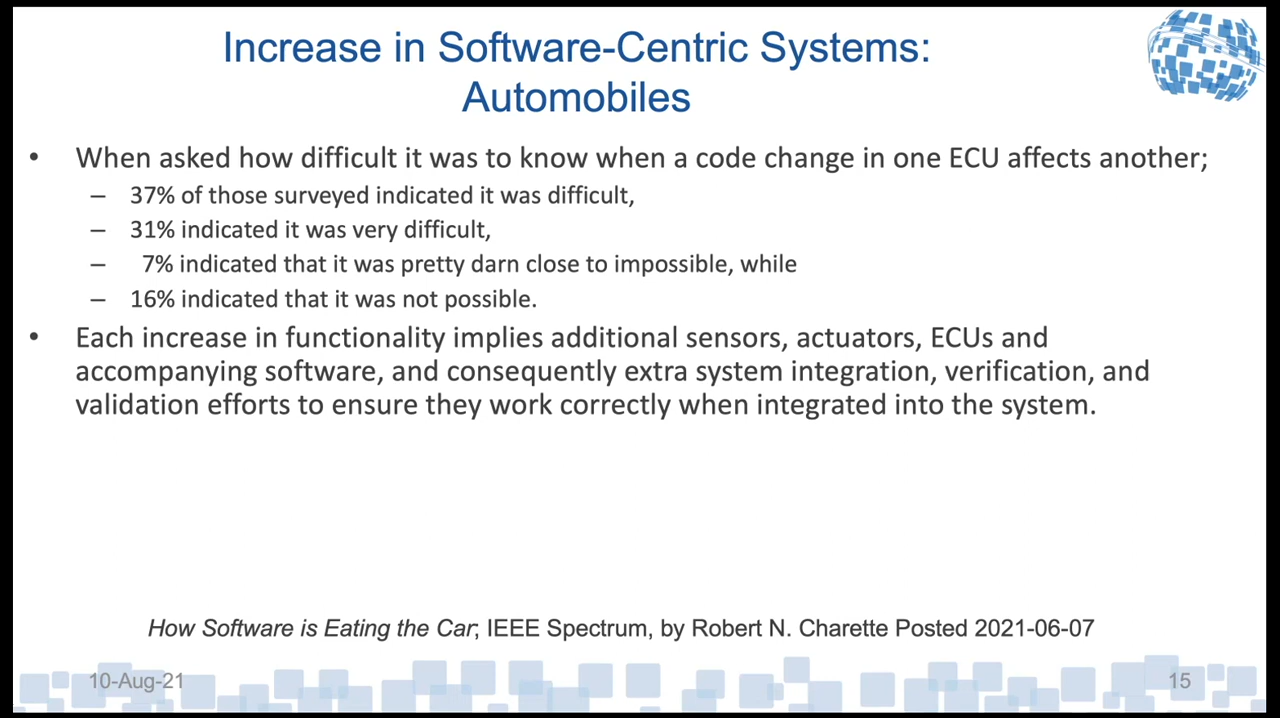 Increase in Software-Centric Systems:
Automobiles
• When asked how difficult it was to know when a code change in one ECU affects another;
– 37% of those surveyed indicated it was difficult,
– 31% indicated it was very difficult,
– 7% indicated that it was pretty darn close to impossible, while
– 16% indicated that it was not possible.
• Each increase in functionality implies additional sensors, actuators, ECUs and
accompanying software, and consequently extra system integration, verification, and
validation efforts to ensure they work correctly when integrated into the system.
How Software is Eating the Car; IEEE Spectrum, by Robert N. Charette Posted 2021-06-07
10-Aug-21
15